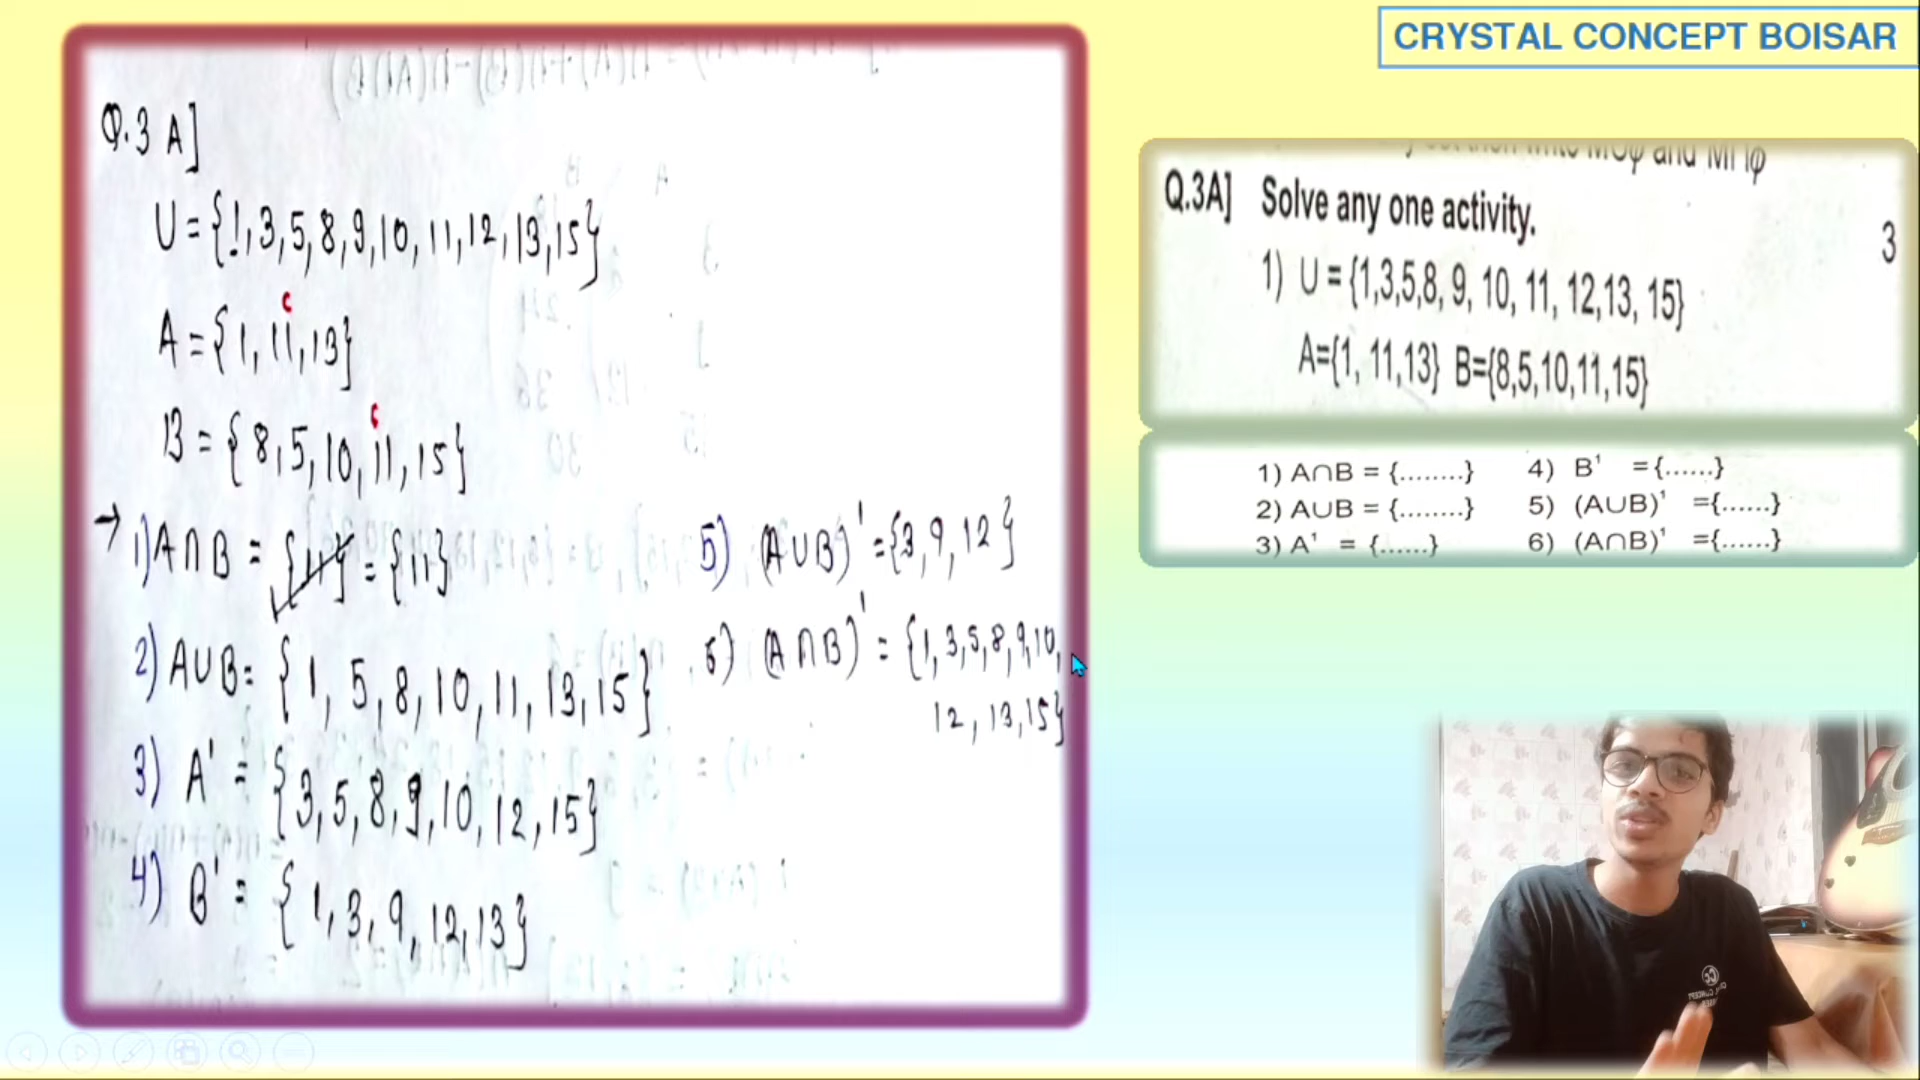 CRYSTAL CONCEPT BOISAR
Q.3 A]
U = {1, 3, 5, 8, 9, 10, 11, 12, 13, 15}
A = {1, 11, 13}
B = {8, 5, 10, 11, 15}
→ 1) A∩B = {11} = {11}
2) A∪B = {1, 5, 8, 10, 11, 13, 15}
3) A' = {3, 5, 8, 9, 10, 12, 15}
4) B' = {1, 3, 9, 12, 13}
5) (A∪B)' = {3, 9, 12}
6) (A∩B)' = {1, 3, 5, 8, 9, 10,
12, 13, 15}
and M∩φ
Q.3A] Solve any one activity. 3
1) U = {1,3,5,8, 9, 10, 11, 12,13, 15}
A={1, 11,13} B={8,5,10,11,15}
1) A∩B = {........} 4) B' ={......}
2) A∪B = {........} 5) (A∪B)' ={......}
3) A' = {......} 6) (A∩B)' ={......}